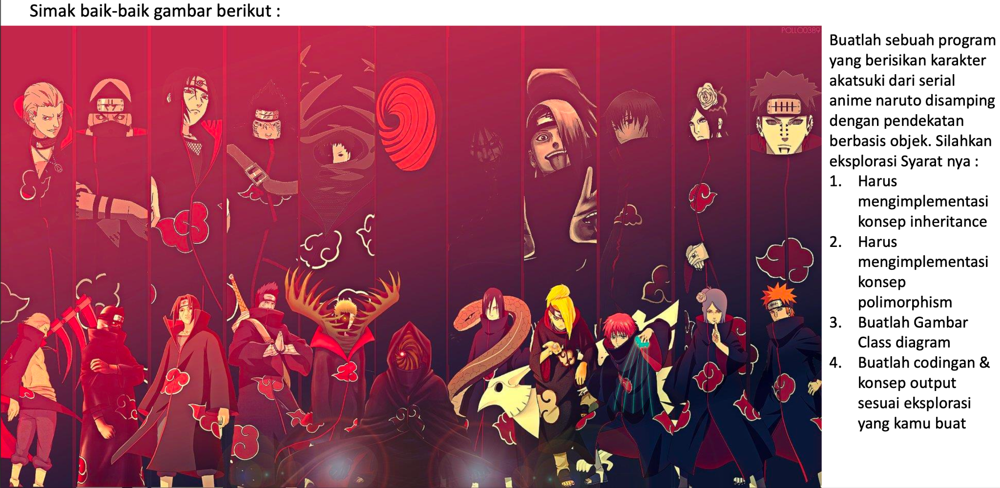 Simak baik-baik gambar berikut :
POLLO0389
Buatlah sebuah program
yang berisikan karakter
akatsuki dari serial
anime naruto disamping
dengan pendekatan
berbasis objek. Silahkan
eksplorasi Syarat nya :
1. Harus
mengimplementasi
konsep inheritance
2. Harus
mengimplementasi
konsep
polimorphism
3. Buatlah Gambar
Class diagram
4. Buatlah codingan &
konsep output
sesuai eksplorasi
yang kamu buat